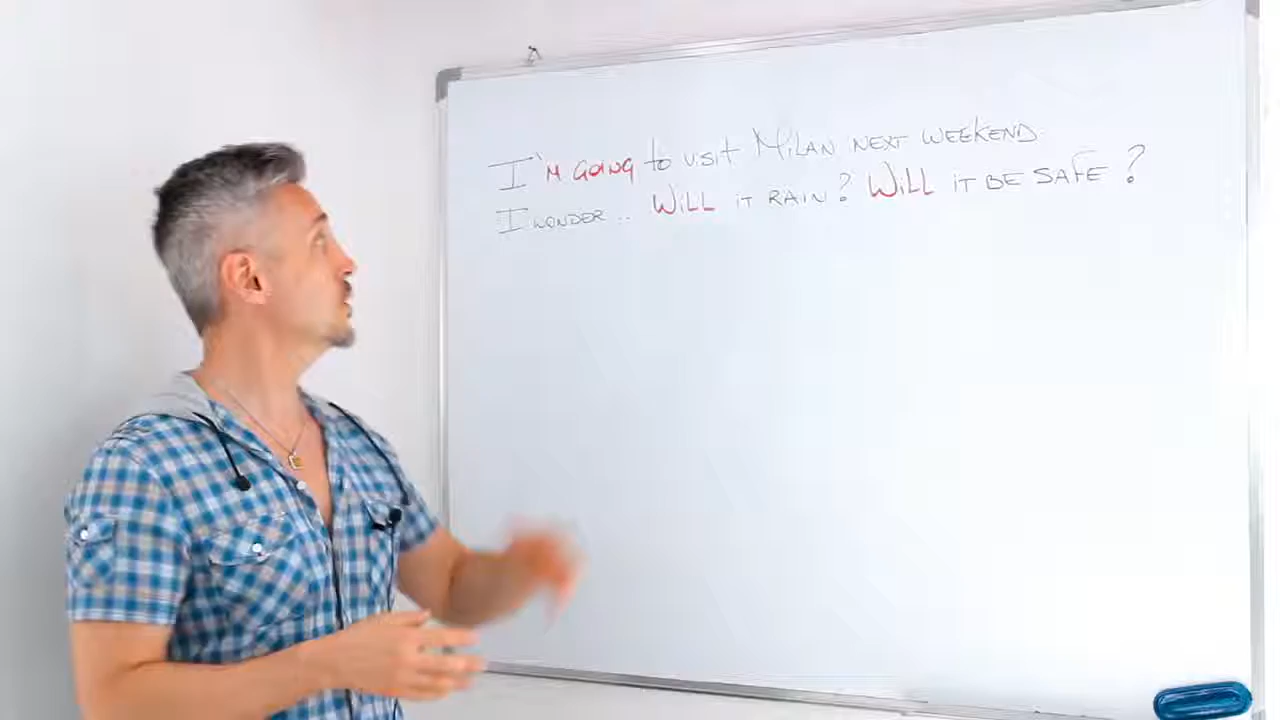 I'M GOING to visit MILAN NEXT WEEKEND
I WONDER.. WILL IT RAIN? WILL IT BE SAFE?